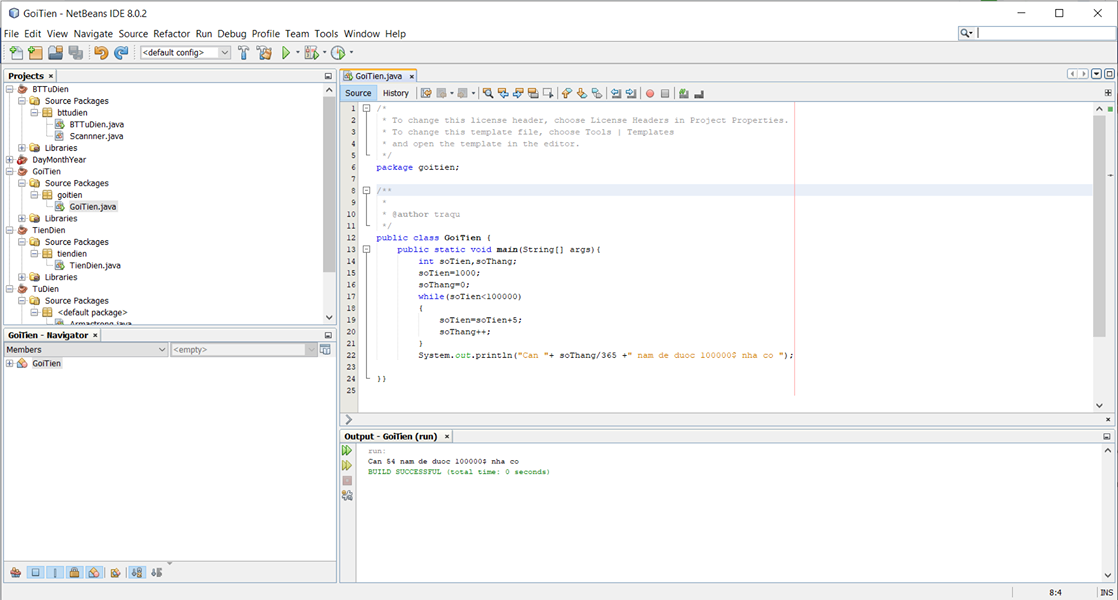 GoiTien - NetBeans IDE 8.0.2
File Edit View Navigate Source Refactor Run Debug Profile Team Tools Window Help
<default config>
Projects ×
BTTuDien
Source Packages
bttudien
BTTuDien.java
Scannner.java
Libraries
DayMonthYear
GoiTien
Source Packages
goitien
GoiTien.java
Libraries
TienDien
Source Packages
tiendien
TienDien.java
Libraries
TuDien
Source Packages
<default package>
Armastrong.java
GoiTien - Navigator ×
Members <empty>
GoiTien
GoiTien.java ×
Source History
1 /*
2 * To change this license header, choose License Headers in Project Properties.
3 * To change this template file, choose Tools | Templates
4 * and open the template in the editor.
5 */
6 package goitien;
7
8 /**
9 *
10 * @author traqu
11 */
12 public class GoiTien {
13 public static void main(String[] args){
14 int soTien,soThang;
15 soTien=1000;
16 soThang=0;
17 while(soTien<100000)
18 {
19 soTien=soTien+5;
20 soThang++;
21 }
22 System.out.println("Can "+ soThang/365 +" nam de duoc 100000$ nha co ");
23
24 }}
25
Output - GoiTien (run) ×
run:
Can 54 nam de duoc 100000$ nha co
BUILD SUCCESSFUL (total time: 0 seconds)
8:4 INS